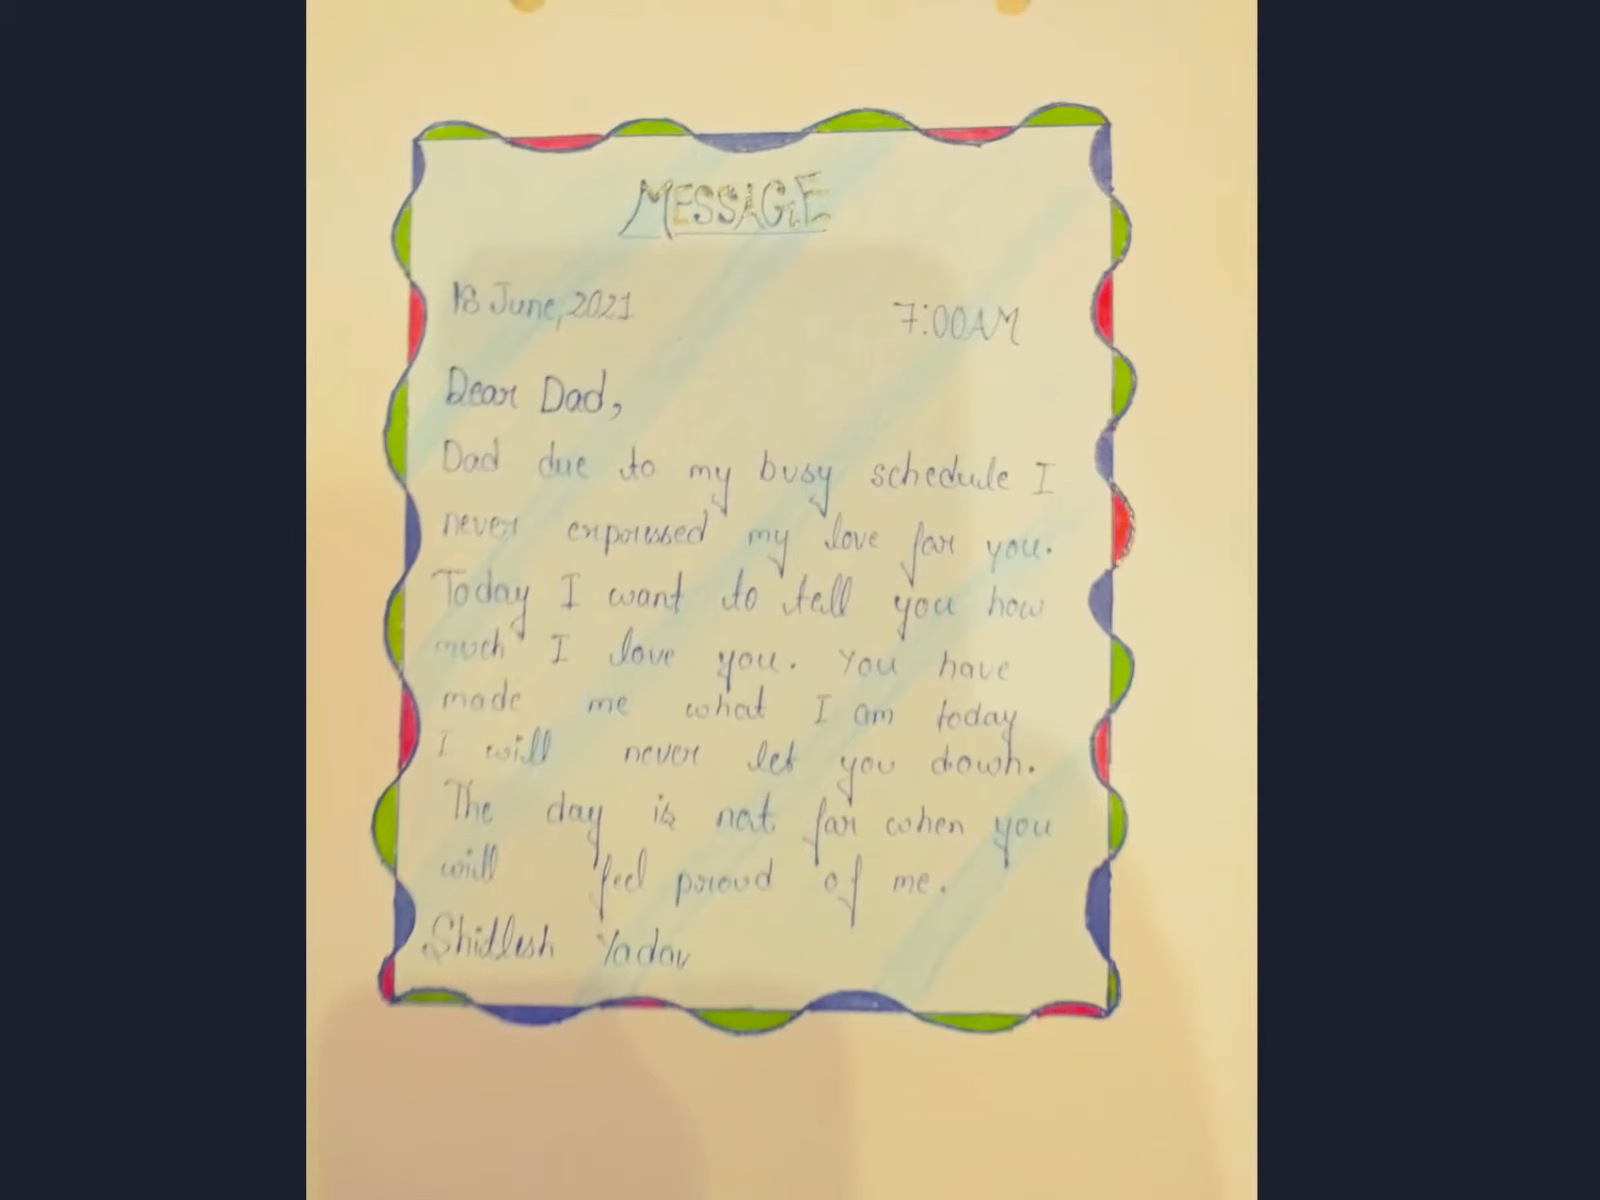 MESSAGE
18 June, 2021 7:00AM
Dear Dad,
Dad due to my busy schedule I
never expressed my love for you.
Today I want to tell you how
much I love you. You have
made me what I am today
I will never let you down.
The day is not far when you
will feel proud of me.
Shitlesh Yadav